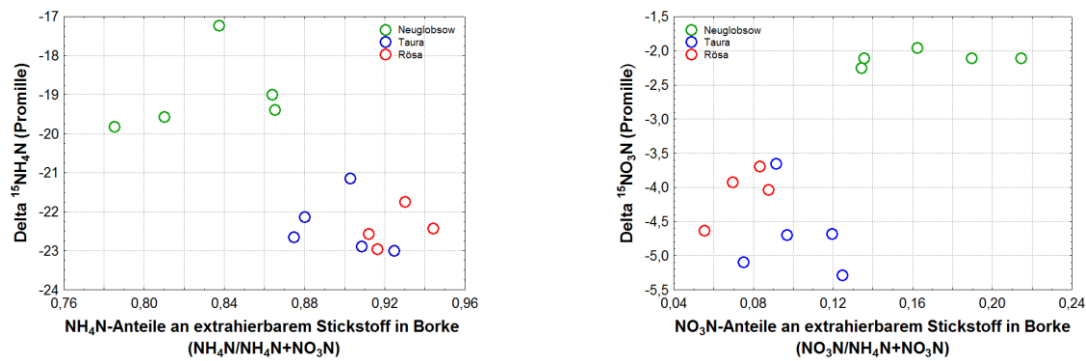 -17
-18
-19
-20
-21
-22
-23
-24
Delta ¹⁵NH₄N (Promille)
Neuglobsow
Taura
Rösa
0,76 0,80 0,84 0,88 0,92 0,96
NH₄N-Anteile an extrahierbarem Stickstoff in Borke
(NH₄N/NH₄N+NO₃N)
-1,5
-2,0
-2,5
-3,0
-3,5
-4,0
-4,5
-5,0
-5,5
Delta ¹⁵NO₃N (Promille)
Neuglobsow
Taura
Rösa
0,04 0,08 0,12 0,16 0,20 0,24
NO₃N-Anteile an extrahierbarem Stickstoff in Borke
(NO₃N/NH₄N+NO₃N)